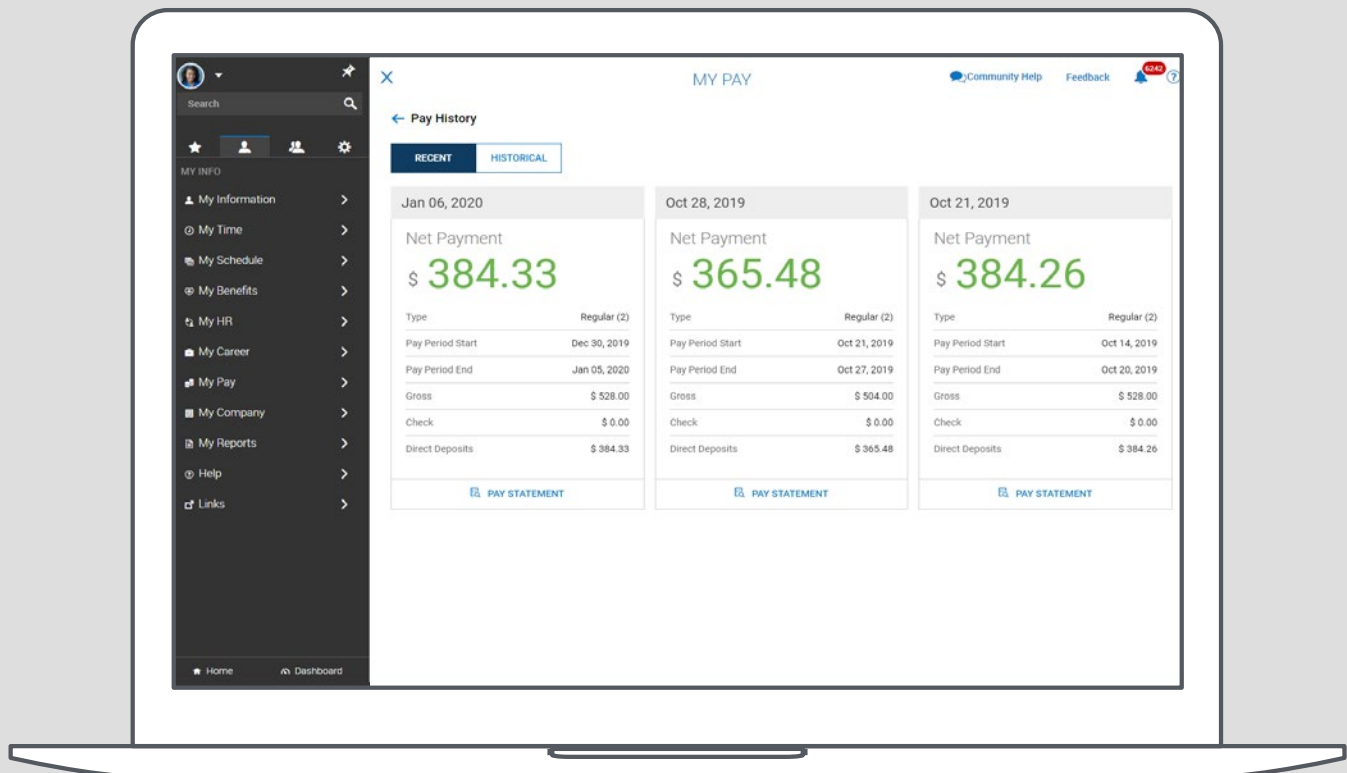 MY PAY
Community Help
Feedback
6242
?
Search
MY INFO
My Information
My Time
My Schedule
My Benefits
My HR
My Career
My Pay
My Company
My Reports
Help
Links
Home
Dashboard
Pay History
RECENT
HISTORICAL
Jan 06, 2020
Net Payment
$ 384.33
Type Regular (2)
Pay Period Start Dec 30, 2019
Pay Period End Jan 05, 2020
Gross $ 528.00
Check $ 0.00
Direct Deposits $ 384.33
PAY STATEMENT
Oct 28, 2019
Net Payment
$ 365.48
Type Regular (2)
Pay Period Start Oct 21, 2019
Pay Period End Oct 27, 2019
Gross $ 504.00
Check $ 0.00
Direct Deposits $ 365.48
PAY STATEMENT
Oct 21, 2019
Net Payment
$ 384.26
Type Regular (2)
Pay Period Start Oct 14, 2019
Pay Period End Oct 20, 2019
Gross $ 528.00
Check $ 0.00
Direct Deposits $ 384.26
PAY STATEMENT